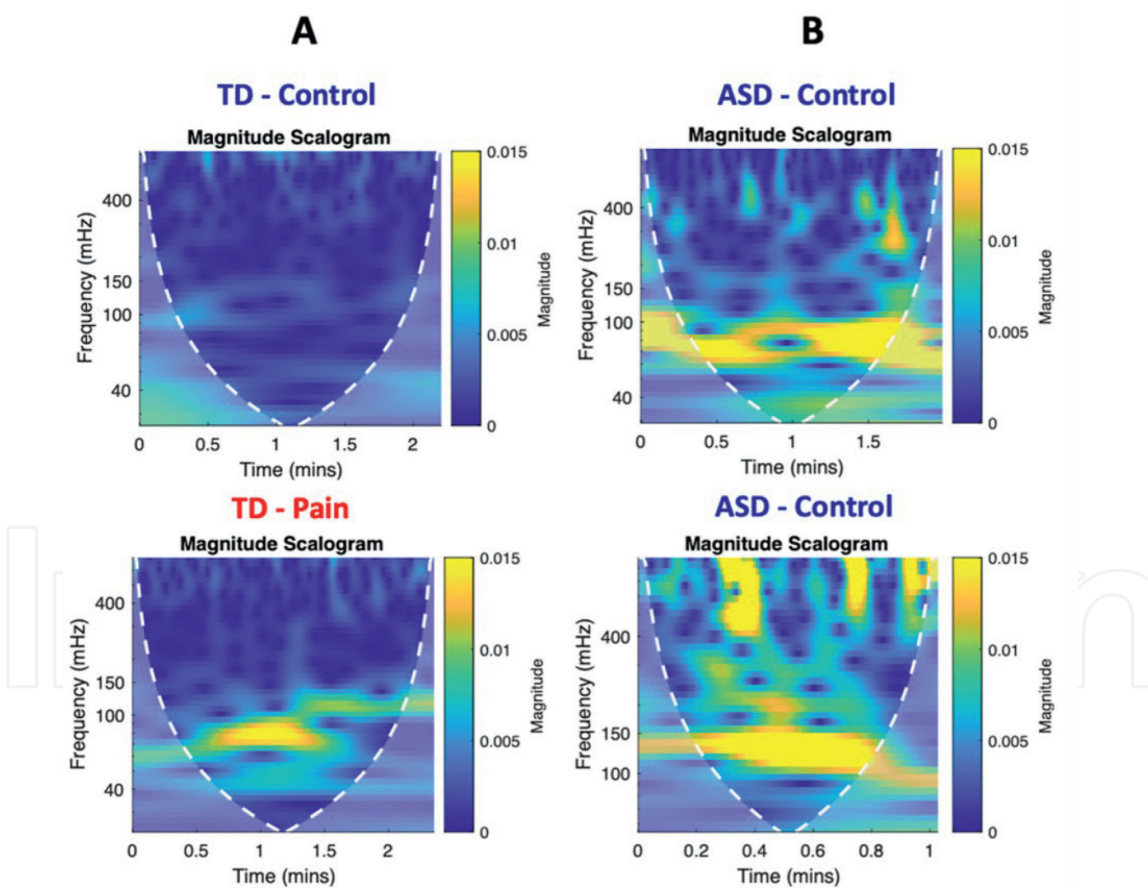 A
B
TD - Control
ASD - Control
Magnitude Scalogram
Magnitude Scalogram
Frequency (mHz)
400
150
100
40
0
0.5
1
1.5
2
Time (mins)
0.015
0.01
0.005
0
Magnitude
Frequency (mHz)
400
150
100
40
0
0.5
1
1.5
Time (mins)
0.015
0.01
0.005
0
Magnitude
TD - Pain
ASD - Control
Magnitude Scalogram
Magnitude Scalogram
Frequency (mHz)
400
150
100
40
0
0.5
1
1.5
2
Time (mins)
0.015
0.01
0.005
0
Magnitude
Frequency (mHz)
400
150
100
0
0.2
0.4
0.6
0.8
1
Time (mins)
0.015
0.01
0.005
0
Magnitude